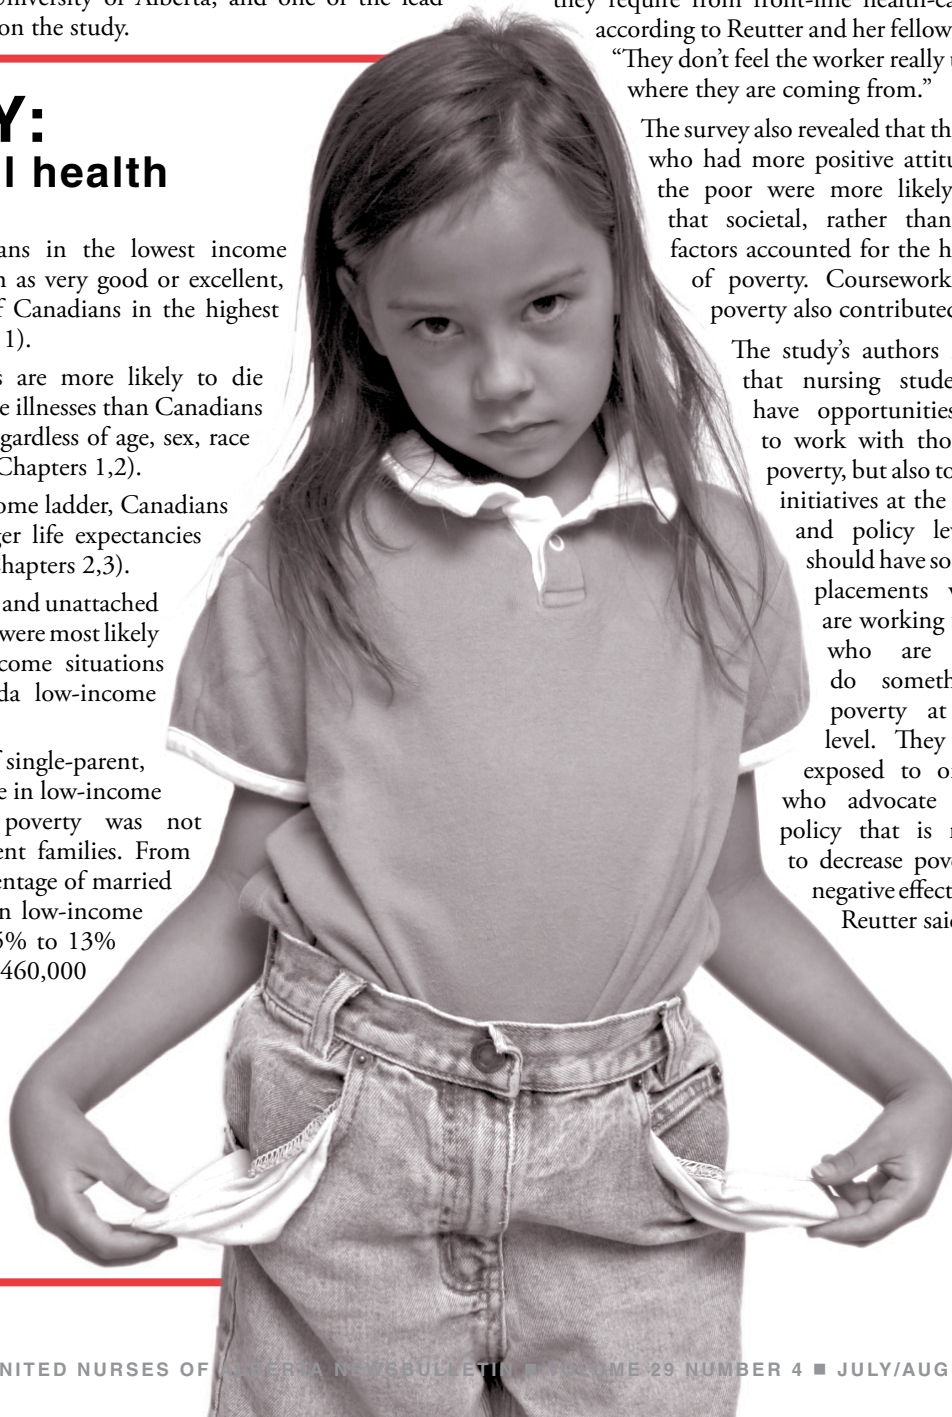 University of Alberta, and one of the lead
on the study.
Y:
l health
ans in the lowest income
n as very good or excellent,
f Canadians in the highest
1).
s are more likely to die
e illnesses than Canadians
gardless of age, sex, race
Chapters 1,2).
ome ladder, Canadians
ger life expectancies
hapters 2,3).
and unattached
were most likely
come situations
da low-income
f single-parent,
e in low-income
poverty was not
ent families. From
entage of married
n low-income
5% to 13%
460,000
they require from front-line health-ca
according to Reutter and her fellow
“They don’t feel the worker really u
where they are coming from.”
The survey also revealed that th
who had more positive attitu
the poor were more likely
that societal, rather than
factors accounted for the h
of poverty. Coursework
poverty also contributed
The study’s authors
that nursing stude
have opportunities
to work with tho
poverty, but also to
initiatives at the
and policy lev
should have so
placements w
are working
who are
do someth
poverty at
level. They
exposed to o
who advocate
policy that is n
to decrease pove
negative effect
Reutter said
NITED NURSES OF ALBERTA NEWSBULLETIN ■ VOLUME 29 NUMBER 4 ■ JULY/AUG